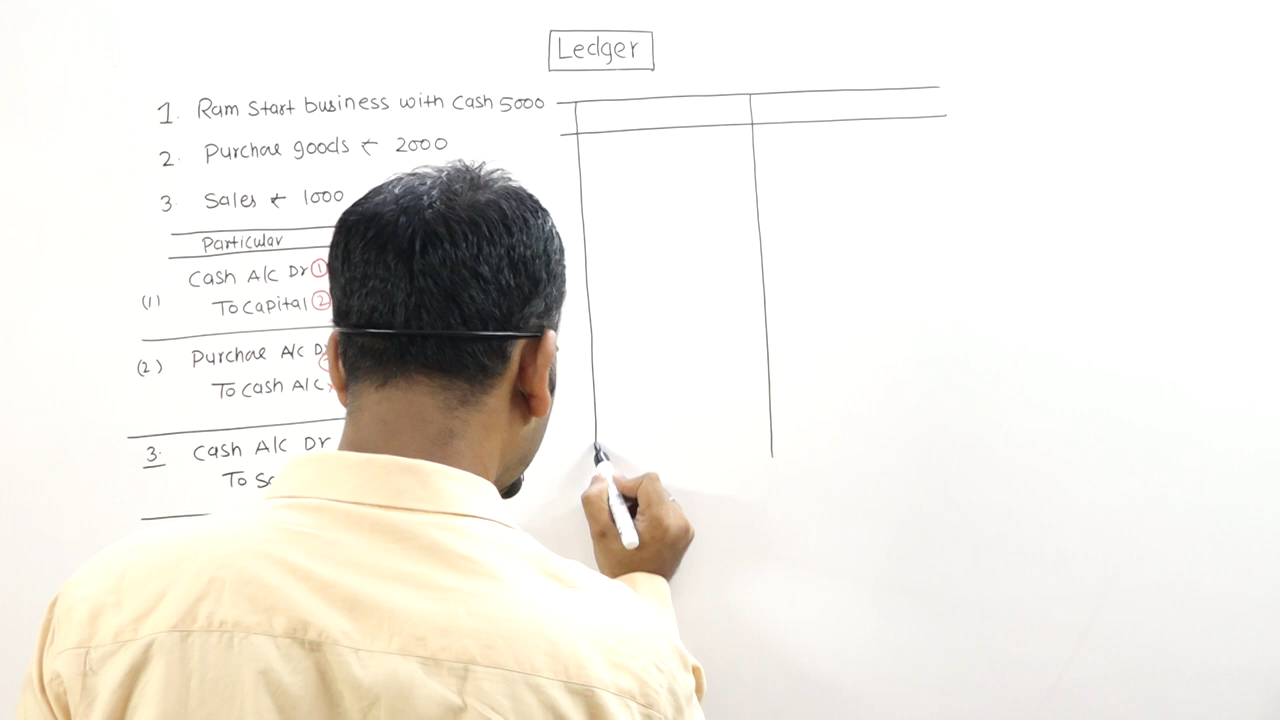 Ledger
1. Ram Start business with Cash 5000
2. Purchae goods ₹ 2000
3. Sales ₹ 1000
Particular
(1) Cash A/c Dr 1
To capital 2
(2) Purchae A/c
To cash A/c
3. Cash A/c Dr
To